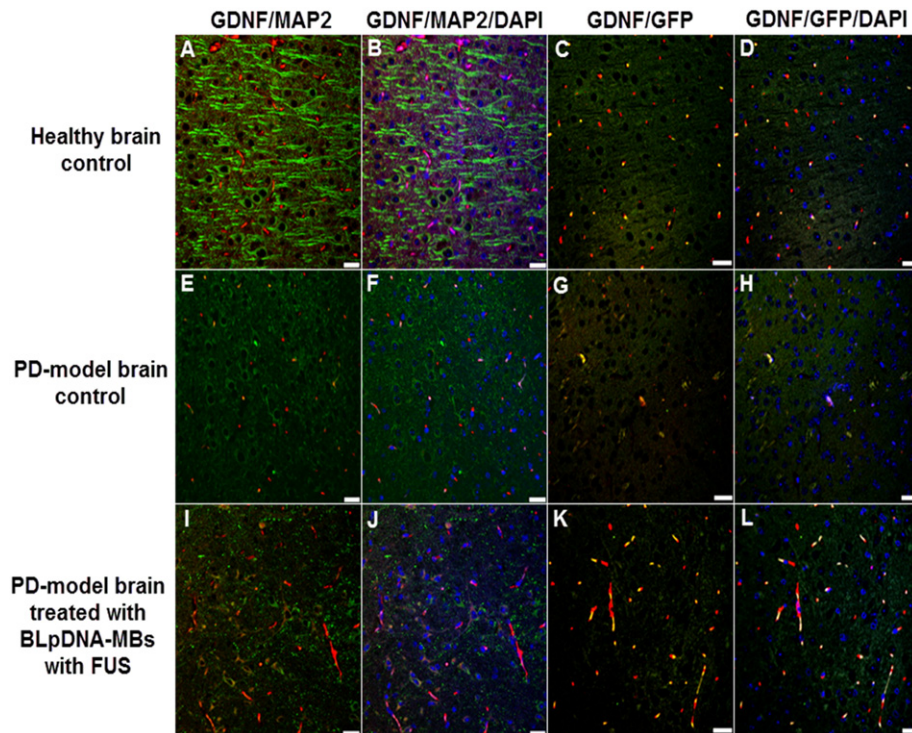 GDNF/MAP2 GDNF/MAP2/DAPI GDNF/GFP GDNF/GFP/DAPI
Healthy brain
control
A B C D
PD-model brain
control
E F G H
PD-model brain
treated with
BLpDNA-MBs
with FUS
I J K L